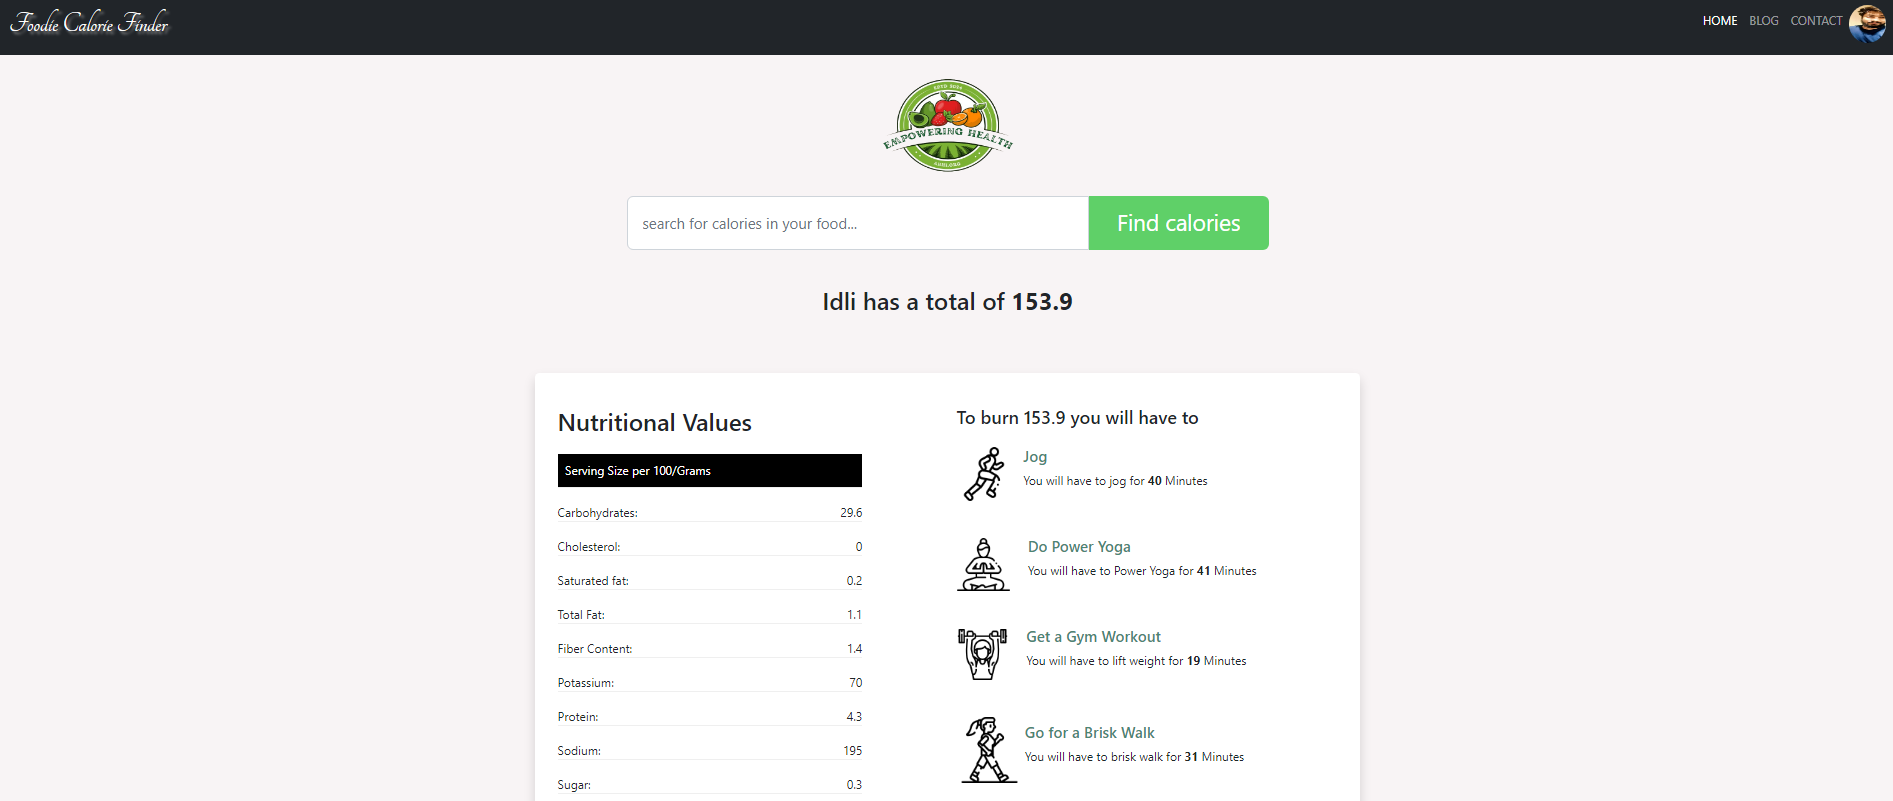 Foodie Calorie Finder
HOME BLOG CONTACT
EMPOWERING HEALTH
search for calories in your food...
Find calories
Idli has a total of 153.9
Nutritional Values
Serving Size per 100/Grams
Carbohydrates: 29.6
Cholesterol: 0
Saturated fat: 0.2
Total Fat: 1.1
Fiber Content: 1.4
Potassium: 70
Protein: 4.3
Sodium: 195
Sugar: 0.3
To burn 153.9 you will have to
Jog
You will have to jog for 40 Minutes
Do Power Yoga
You will have to Power Yoga for 41 Minutes
Get a Gym Workout
You will have to lift weight for 19 Minutes
Go for a Brisk Walk
You will have to brisk walk for 31 Minutes